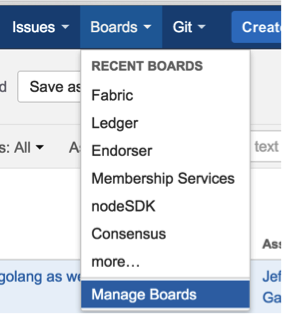 Issues Boards Git Create
RECENT BOARDS
d Save as
Fabric
Ledger
s: All A Endorser text
Membership Services
nodeSDK
Consensus Ass
more…
golang as we Jef
Manage Boards Ga